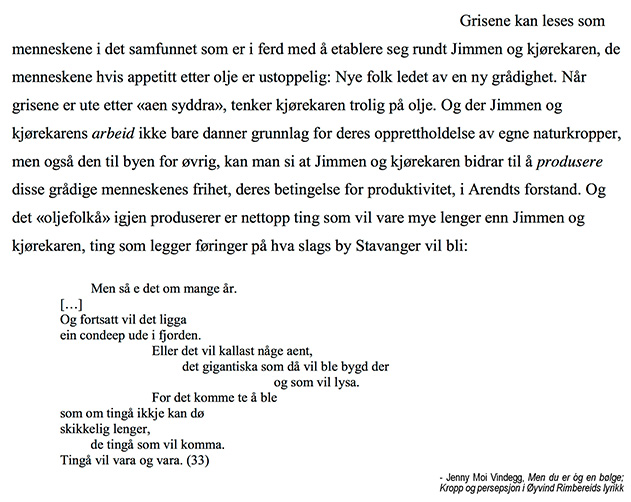 Grisene kan leses som
menneskene i det samfunnet som er i ferd med å etablere seg rundt Jimmen og kjørekaren, de
menneskene hvis appetitt etter olje er ustoppelig: Nye folk ledet av en ny grådighet. Når
grisene er ute etter «aen syddra», tenker kjørekaren trolig på olje. Og der Jimmen og
kjørekarens arbeid ikke bare danner grunnlag for deres opprettholdelse av egne naturkropper,
men også den til byen for øvrig, kan man si at Jimmen og kjørekaren bidrar til å produsere
disse grådige menneskenes frihet, deres betingelse for produktivitet, i Arendts forstand. Og
det «oljefolkå» igjen produserer er nettopp ting som vil vare mye lenger enn Jimmen og
kjørekaren, ting som legger føringer på hva slags by Stavanger vil bli:
Men så e det om mange år.
[…]
Og fortsatt vil det ligga
ein condeep ude i fjorden.
Eller det vil kallast någe aent,
det gigantiska som då vil ble bygd der
og som vil lysa.
For det komme te å ble
som om tingå ikkje kan dø
skikkelig lenger,
de tingå som vil komma.
Tingå vil vara og vara. (33)
- Jenny Moi Vindegg, Men du er òg en bølge;
Kropp og persepsjon i Øyvind Rimbereids lyrikk